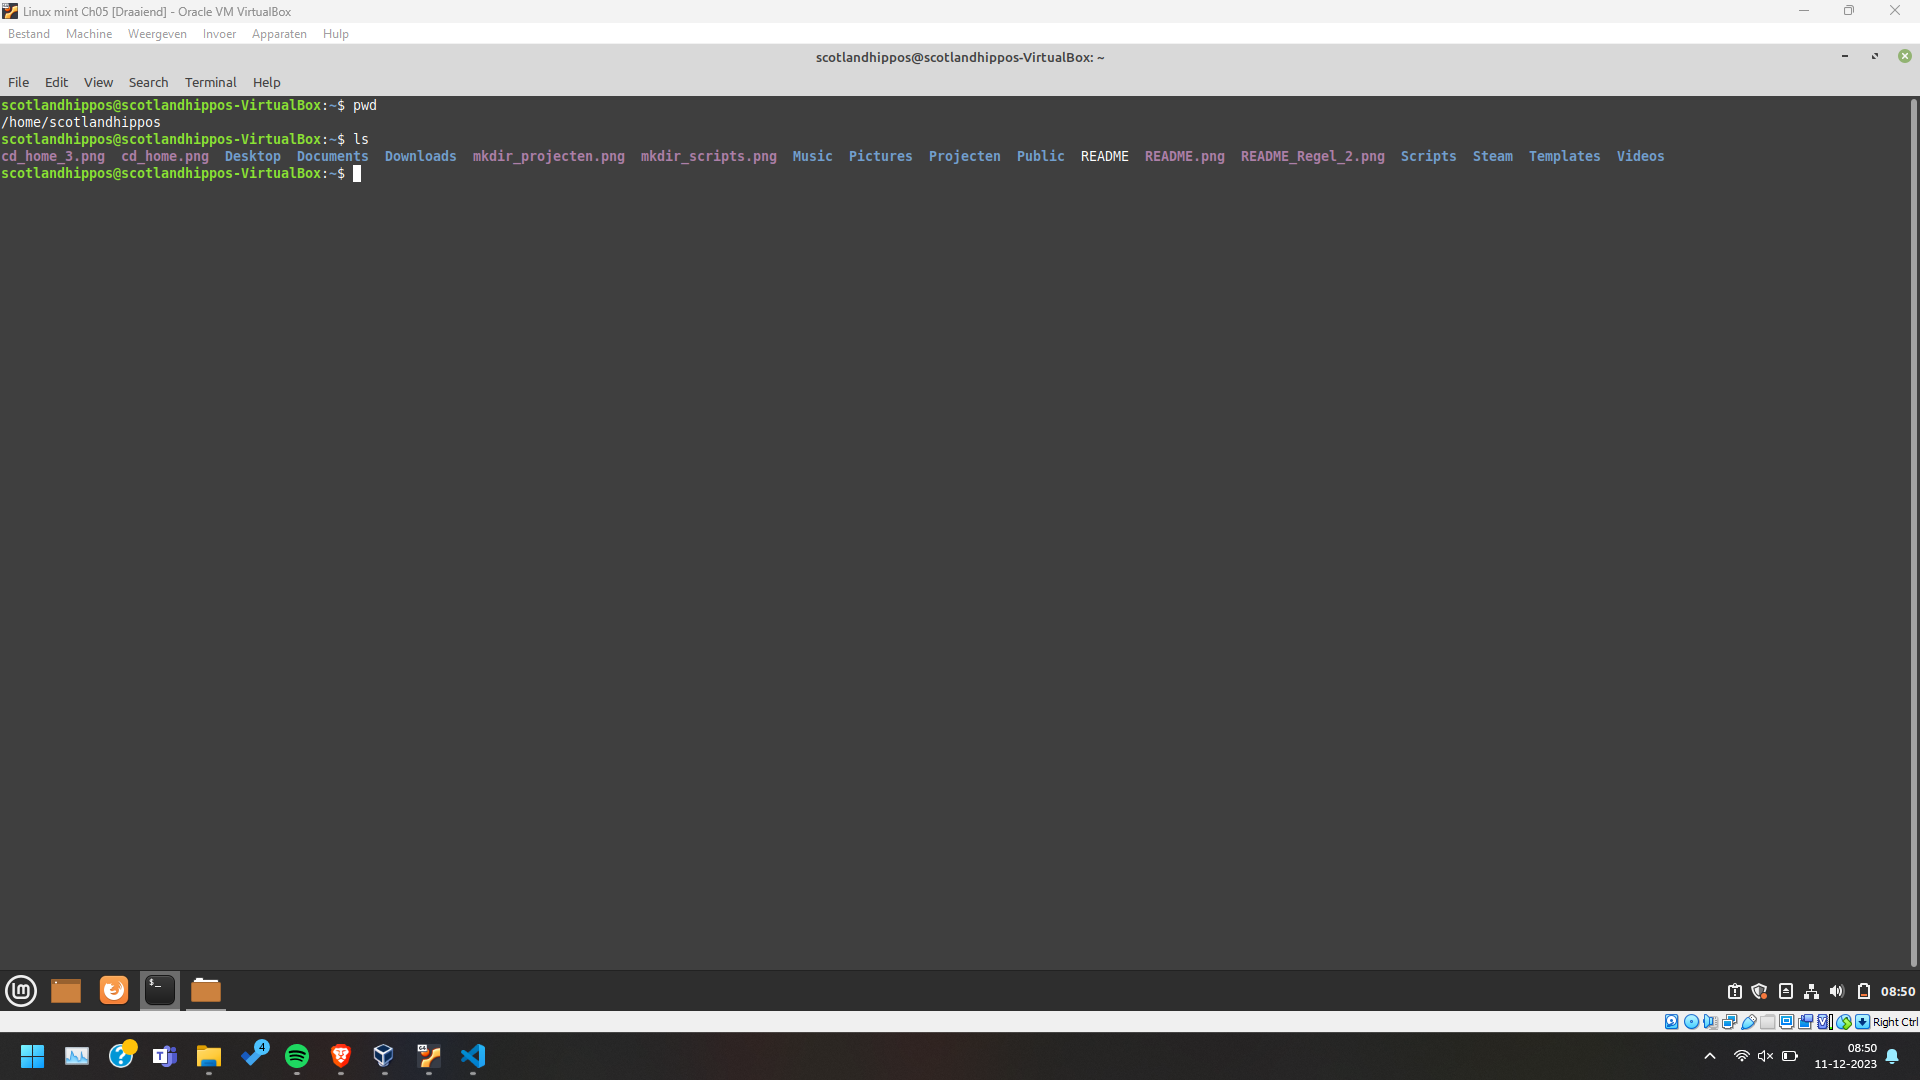 Linux mint Ch05 [Draaiend] - Oracle VM VirtualBox
Bestand Machine Weergeven Invoer Apparaten Hulp
scotlandhippos@scotlandhippos-VirtualBox: ~
File Edit View Search Terminal Help
scotlandhippos@scotlandhippos-VirtualBox:~$ pwd
/home/scotlandhippos
scotlandhippos@scotlandhippos-VirtualBox:~$ ls
cd_home_3.png cd_home.png Desktop Documents Downloads mkdir_projecten.png mkdir_scripts.png Music Pictures Projecten Public README README.png README_Regel_2.png Scripts Steam Templates Videos
scotlandhippos@scotlandhippos-VirtualBox:~$
08:50
Right Ctrl
4
08:50
11-12-2023